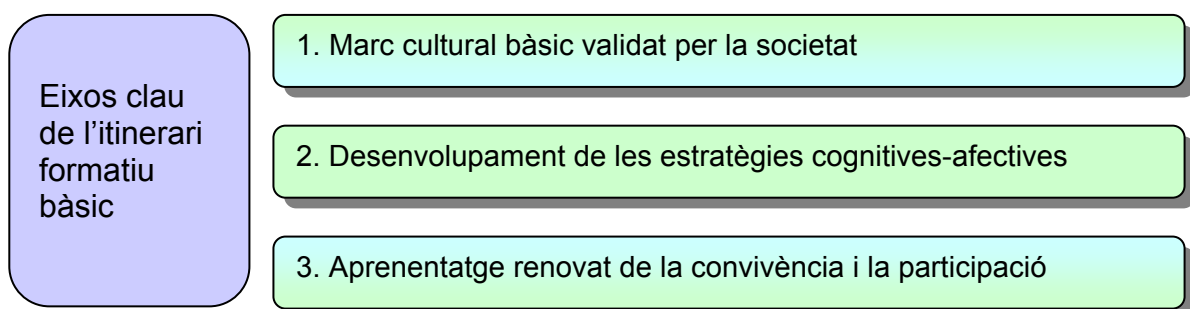 Eixos clau
de l’itinerari
formatiu
bàsic
1. Marc cultural bàsic validat per la societat
2. Desenvolupament de les estratègies cognitives-afectives
3. Aprenentatge renovat de la convivència i la participació